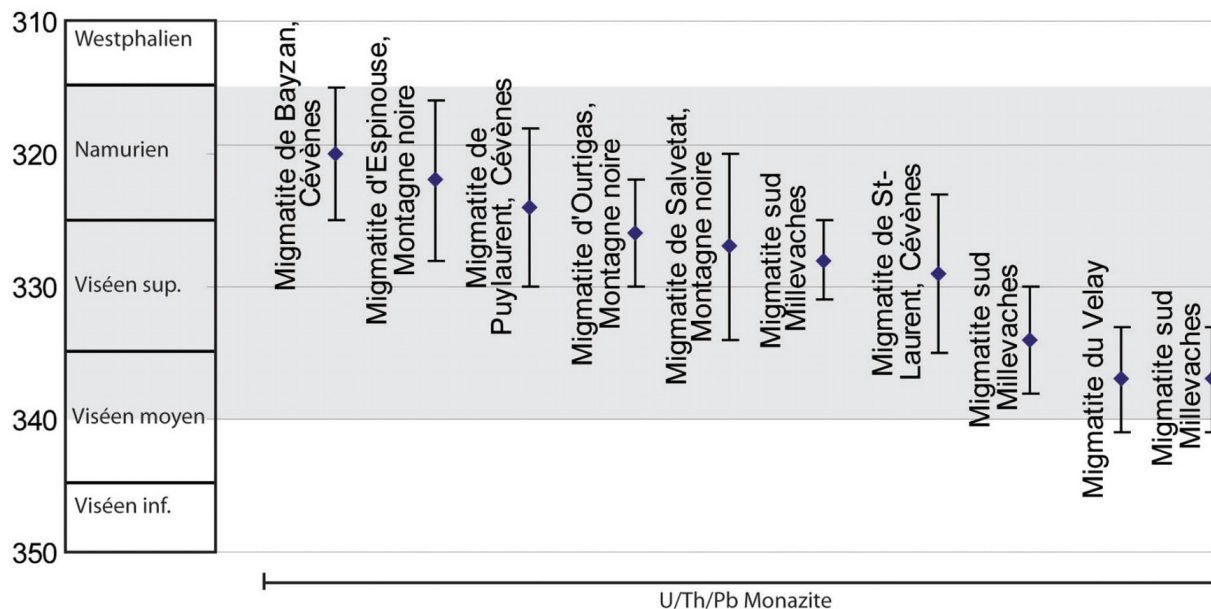 310
320
330
340
350
Westphalien
Namurien
Viséen sup.
Viséen moyen
Viséen inf.
Migmatite de Bayzan,
Cévènes
Migmatite d'Espinouse,
Montagne noire
Migmatite de
Puylaurent, Cévènes
Migmatite d'Ourtigas,
Montagne noire
Migmatite de Salvetat,
Montagne noire
Migmatite sud
Millevaches
Migmatite de St-
Laurent, Cévènes
Migmatite sud
Millevaches
Migmatite du Velay
Migmatite sud
Millevaches
U/Th/Pb Monazite